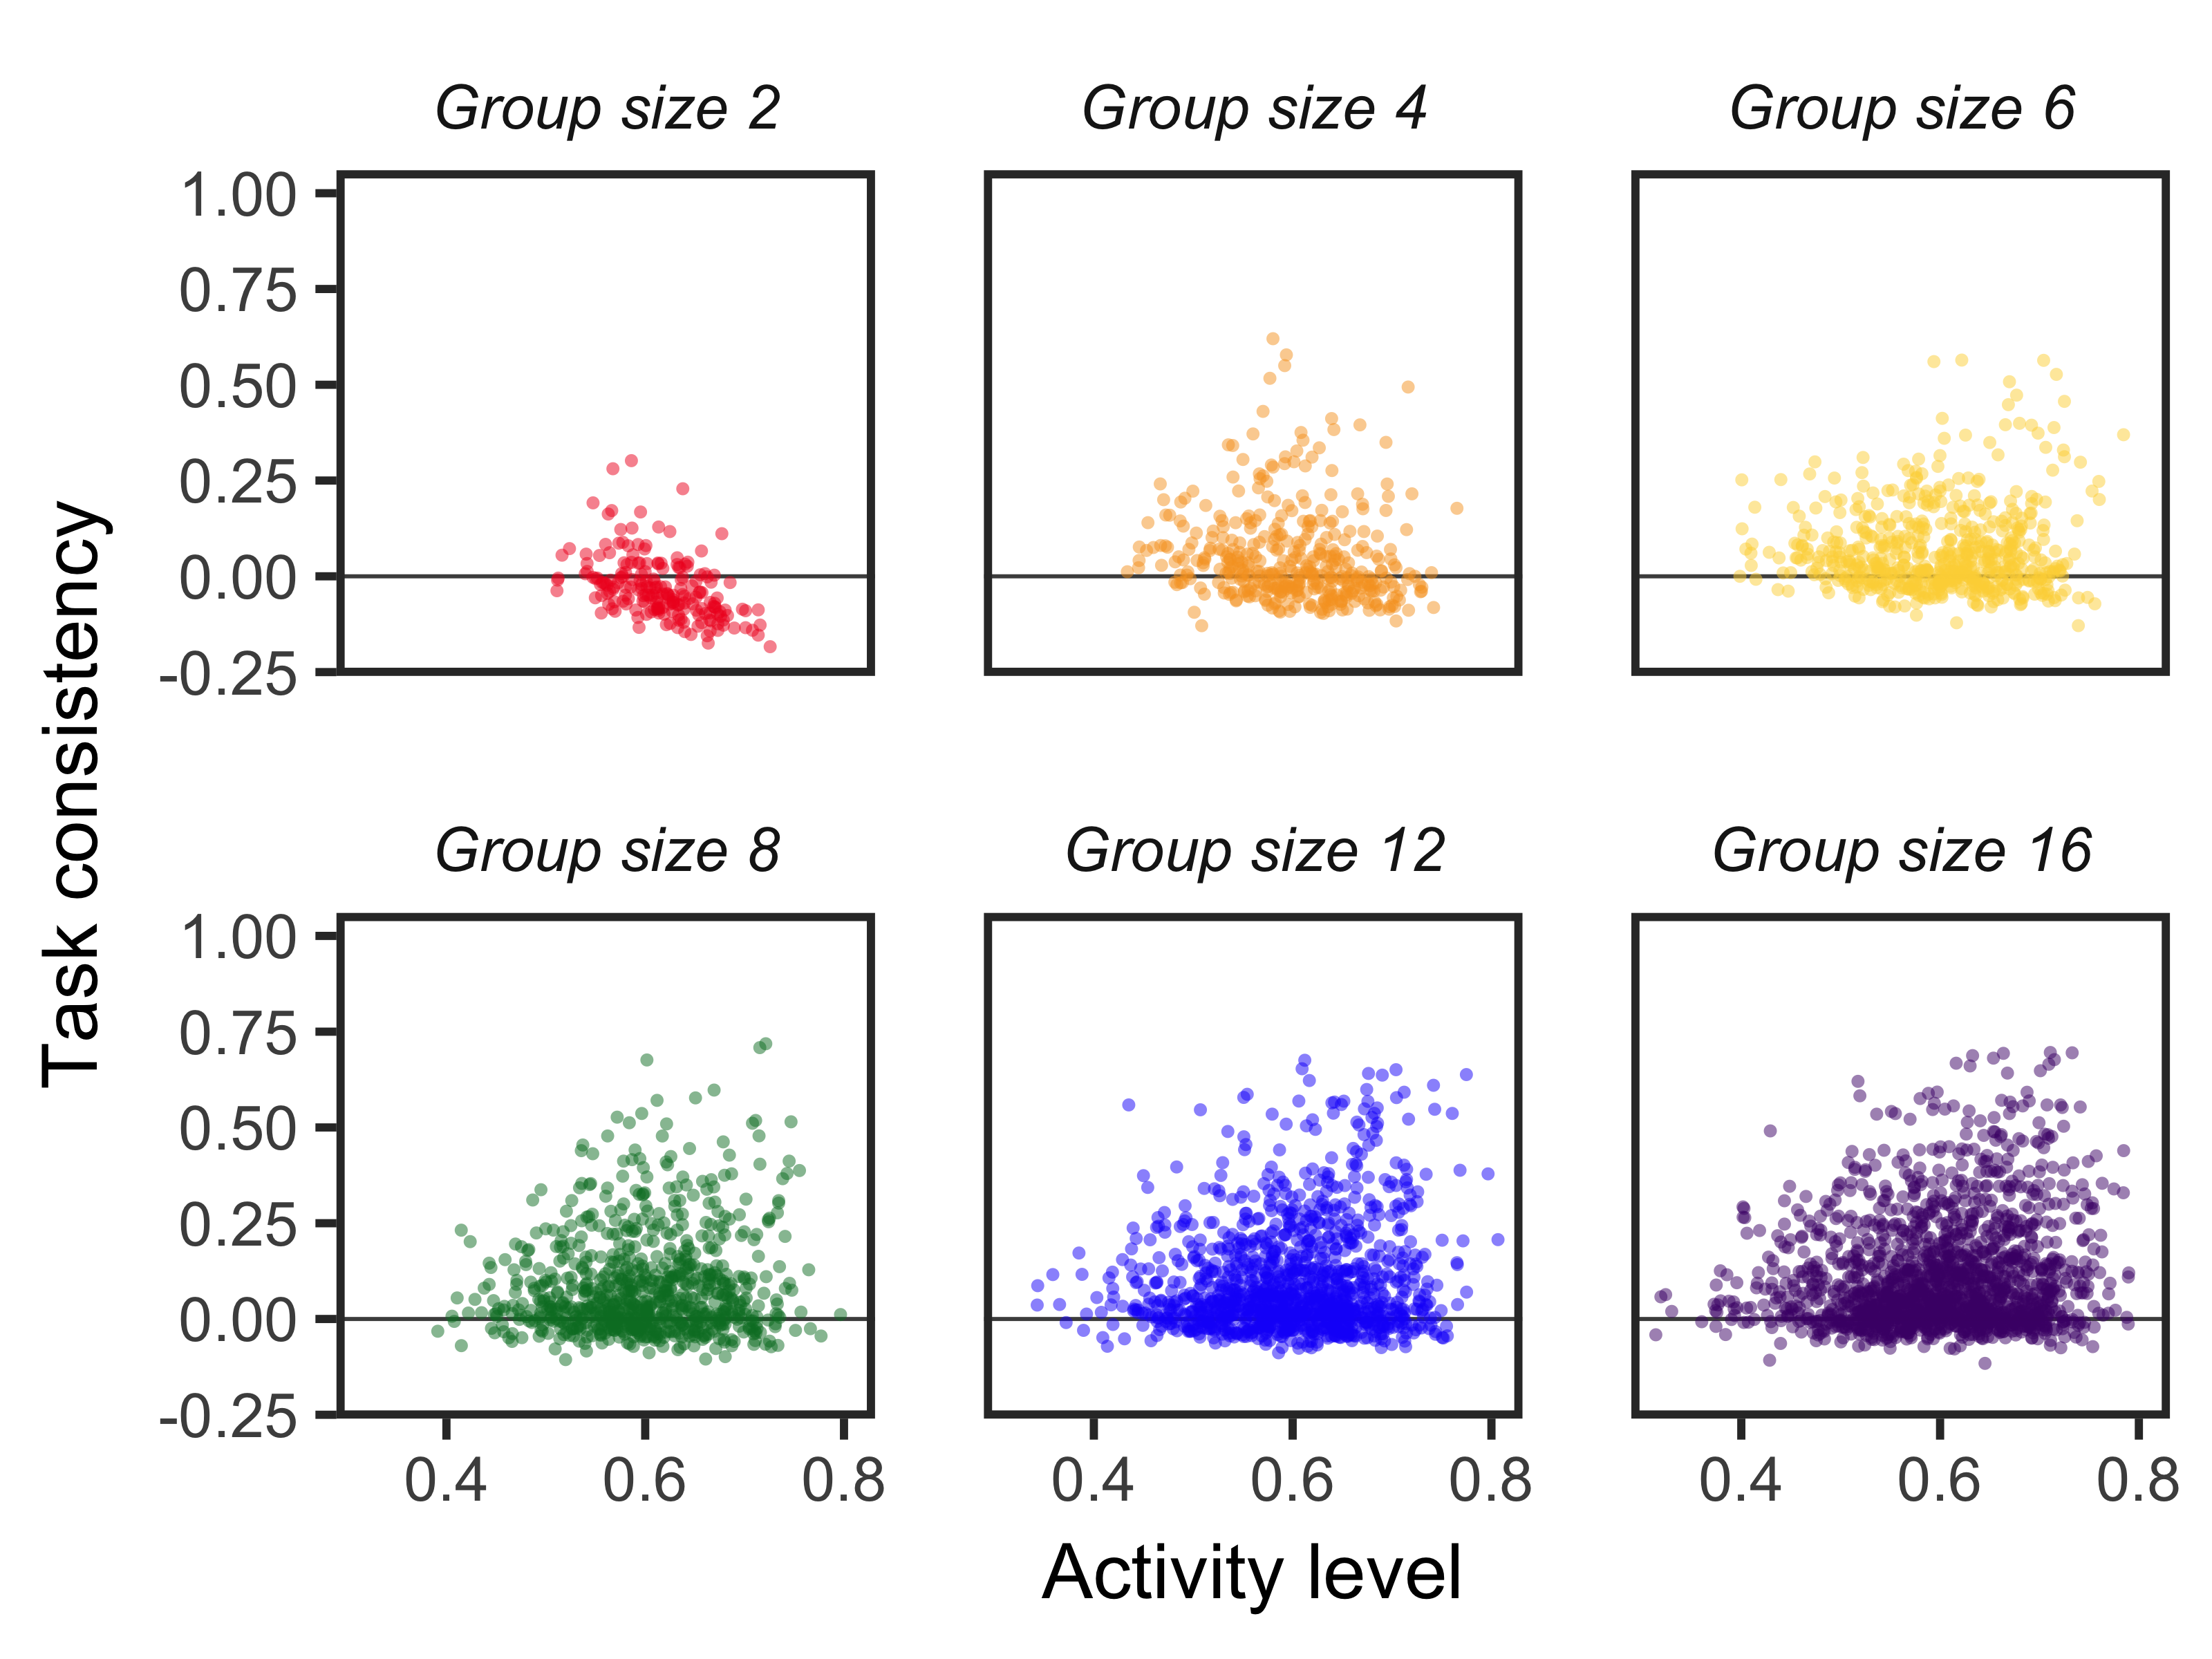 Group size 2
Group size 4
Group size 6
1.00
0.75
0.50
0.25
0.00
-0.25
Task consistency
Group size 8
Group size 12
Group size 16
1.00
0.75
0.50
0.25
0.00
-0.25
0.4 0.6 0.8
0.4 0.6 0.8
0.4 0.6 0.8
Activity level